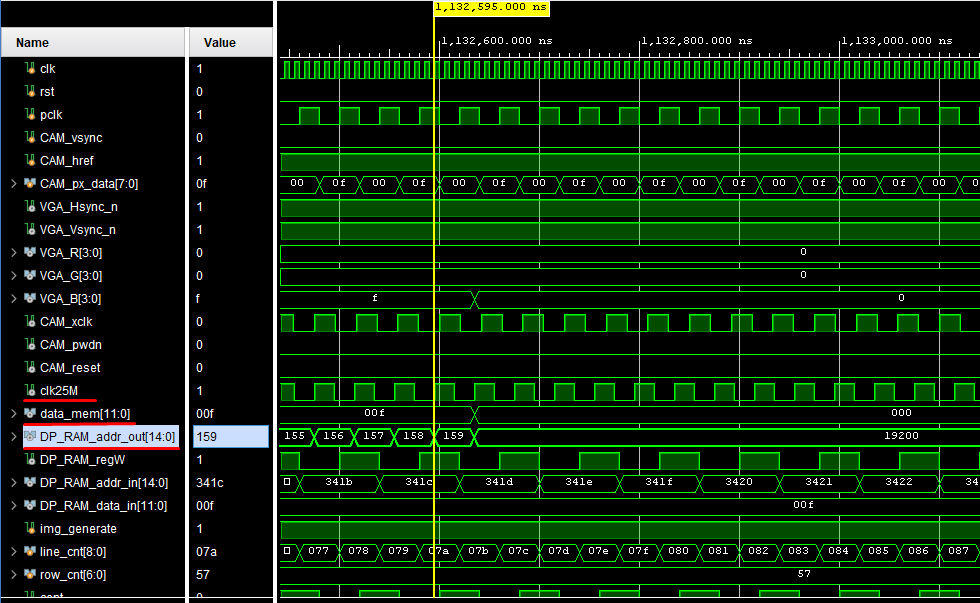 1,132,595.000 ns
1,132,600.000 ns 1,132,800.000 ns 1,133,000.000 ns
Name Value
clk 1
rst 0
pclk 1
CAM_vsync 0
CAM_href 1
CAM_px_data[7:0] 0f 00 0f 00 0f 00 0f 00 0f 00 0f 00 0f 00 0f 00 0f 00
VGA_Hsync_n 1
VGA_Vsync_n 1
VGA_R[3:0] 0 0
VGA_G[3:0] 0 0
VGA_B[3:0] f f 0
CAM_xclk 0
CAM_pwdn 0
CAM_reset 0
clk25M 1
data_mem[11:0] 00f 00f 000
DP_RAM_addr_out[14:0] 159 155 156 157 158 159 19200
DP_RAM_regW 1
DP_RAM_addr_in[14:0] 341c 341b 341c 341d 341e 341f 3420 3421 3422 34
DP_RAM_data_in[11:0] 00f 00f
img_generate 1
line_cnt[8:0] 07a 077 078 079 07a 07b 07c 07d 07e 07f 080 081 082 083 084 085 086 087
row_cnt[6:0] 57 57